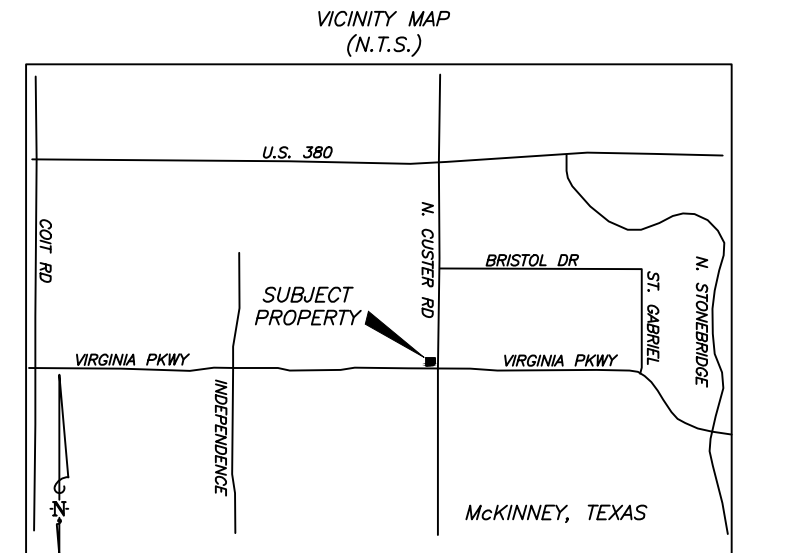 VICINITY MAP
(N.T.S.)
U.S. 380
COIT RD
N. CUSTER RD
BRISTOL DR
ST. GABRIEL
N. STONEBRIDGE
SUBJECT
PROPERTY
VIRGINIA PKWY
VIRGINIA PKWY
INDEPENDENCE
N
McKINNEY, TEXAS